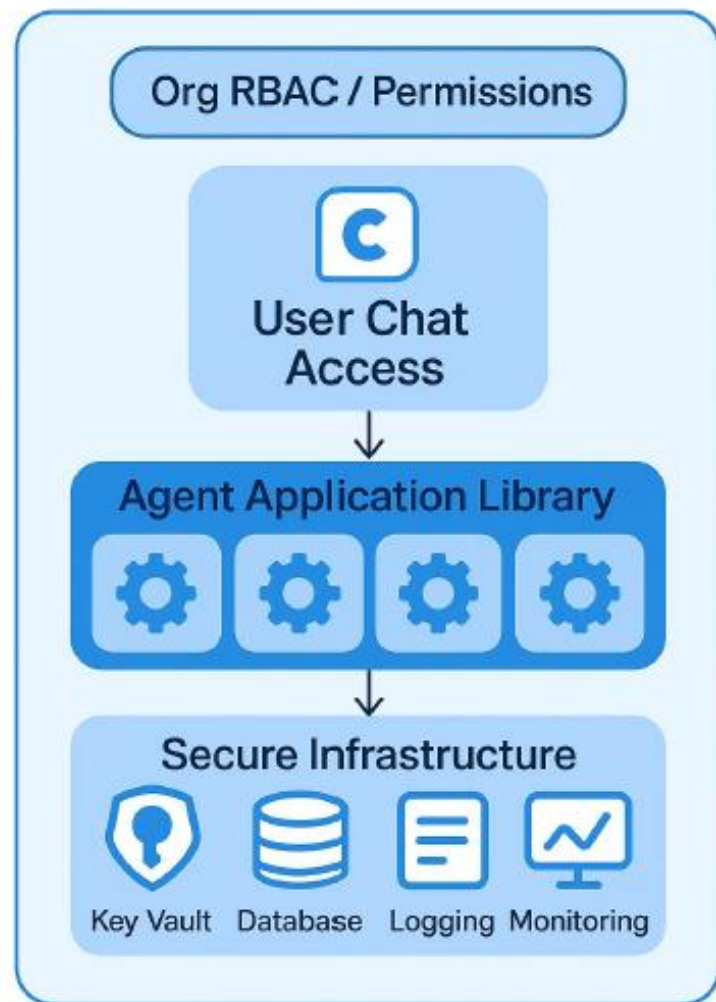 Org RBAC / Permissions
C
User Chat
Access
Agent Application Library
Secure Infrastructure
Key Vault Database Logging Monitoring